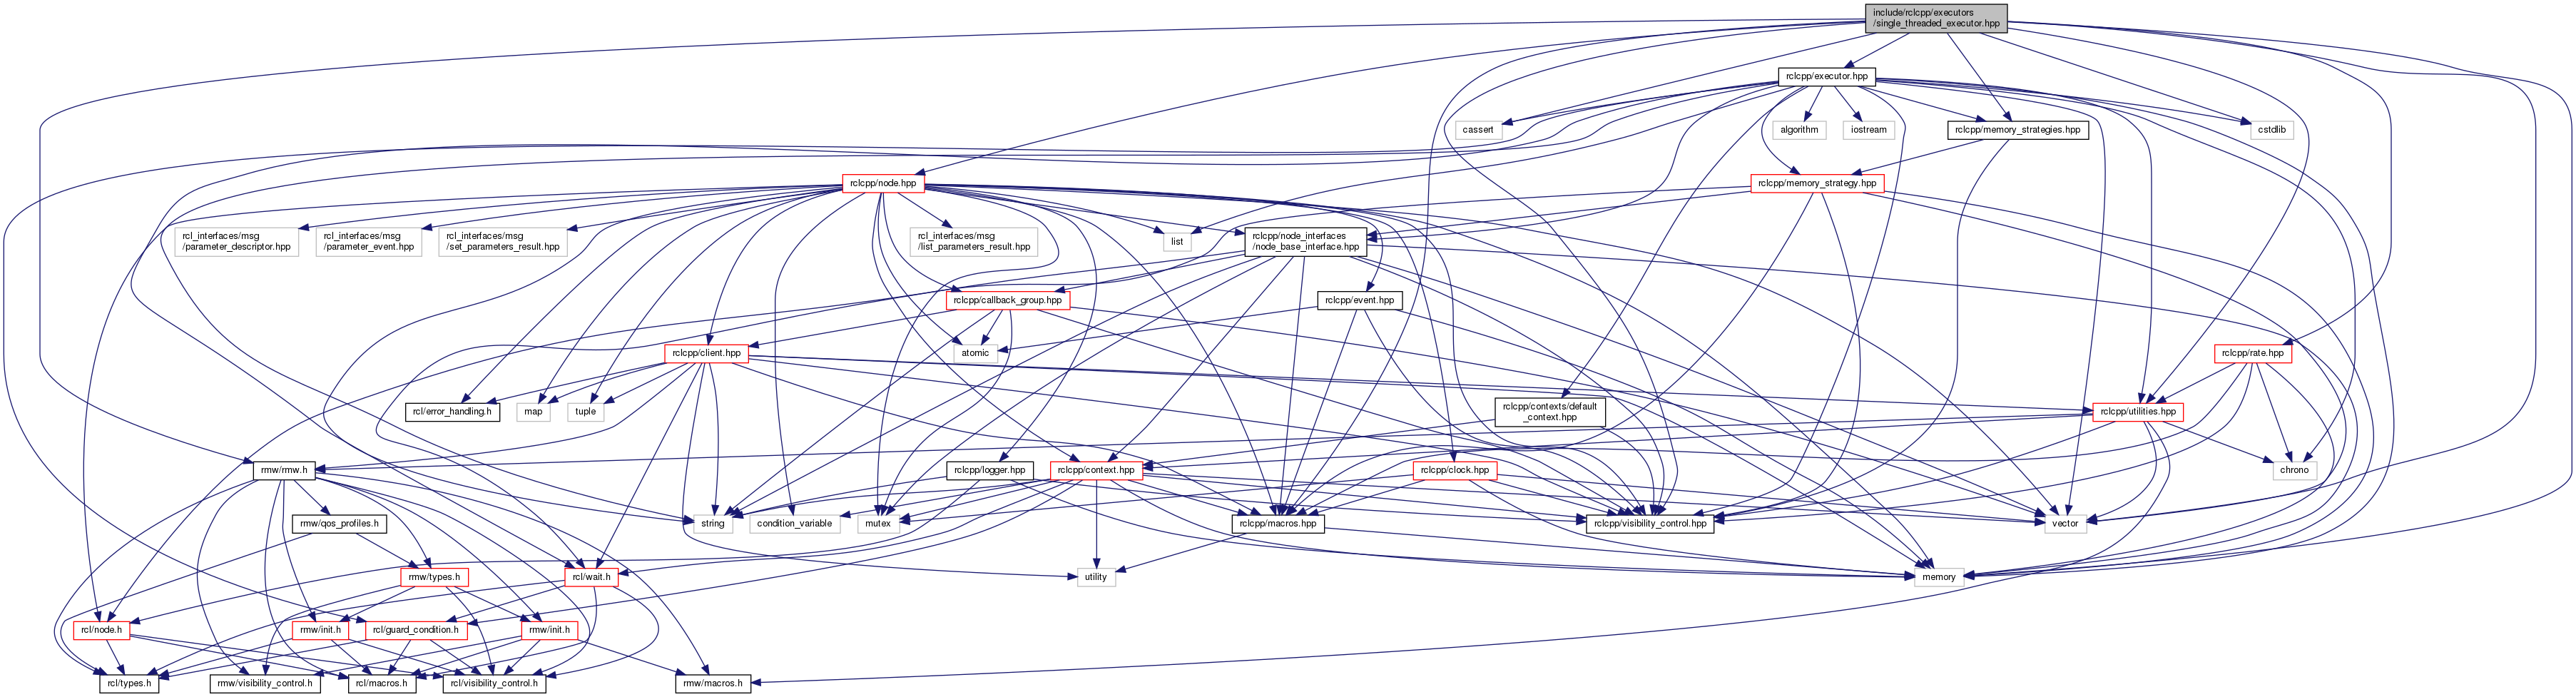 include/rclcpp/executors
/single_threaded_executor.hpp
rclcpp/executor.hpp
cassert
algorithm
iostream
rclcpp/memory_strategies.hpp
cstdlib
rclcpp/node.hpp
rclcpp/memory_strategy.hpp
rcl_interfaces/msg
/parameter_descriptor.hpp
rcl_interfaces/msg
/parameter_event.hpp
rcl_interfaces/msg
/set_parameters_result.hpp
rcl_interfaces/msg
/list_parameters_result.hpp
list
rclcpp/node_interfaces
/node_base_interface.hpp
rclcpp/callback_group.hpp
rclcpp/event.hpp
rclcpp/client.hpp
atomic
rclcpp/rate.hpp
rcl/error_handling.h
map
tuple
rclcpp/contexts/default
_context.hpp
rclcpp/utilities.hpp
rmw/rmw.h
rclcpp/logger.hpp
rclcpp/context.hpp
rclcpp/clock.hpp
chrono
rmw/qos_profiles.h
string
condition_variable
mutex
rclcpp/macros.hpp
rclcpp/visibility_control.hpp
vector
rmw/types.h
rcl/wait.h
utility
memory
rcl/node.h
rmw/init.h
rcl/guard_condition.h
rmw/init.h
rcl/types.h
rmw/visibility_control.h
rcl/macros.h
rcl/visibility_control.h
rmw/macros.h